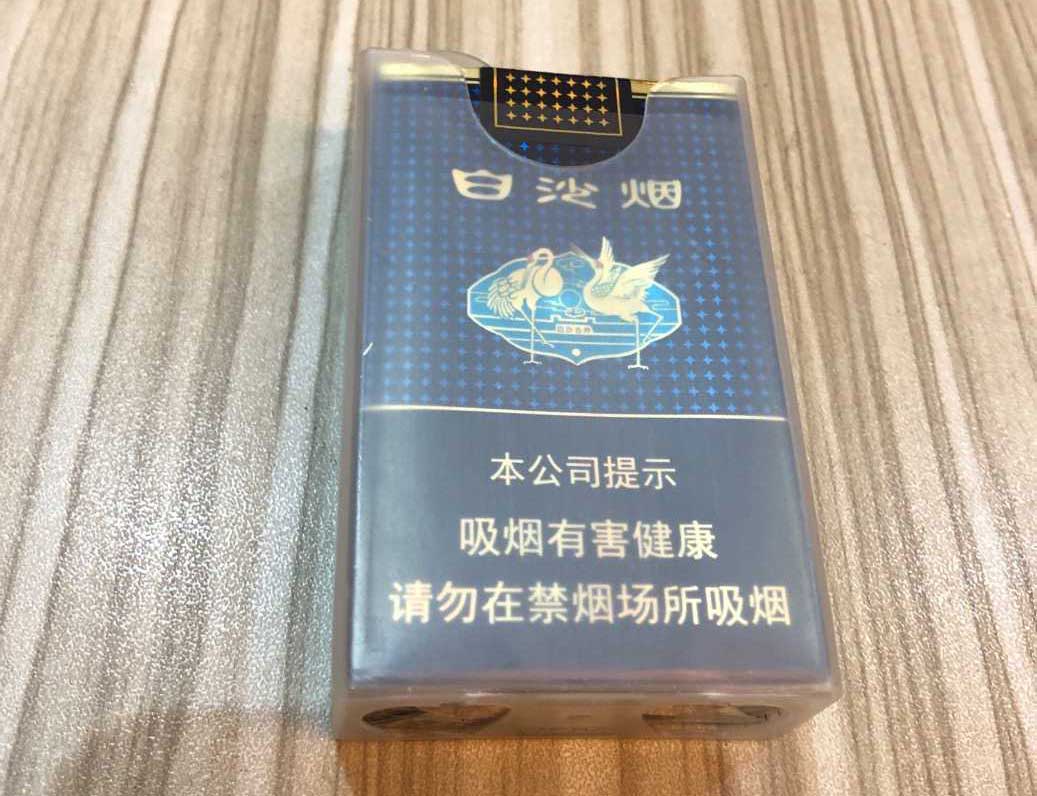 白沙烟
本公司提示
吸烟有害健康
请勿在禁烟场所吸烟